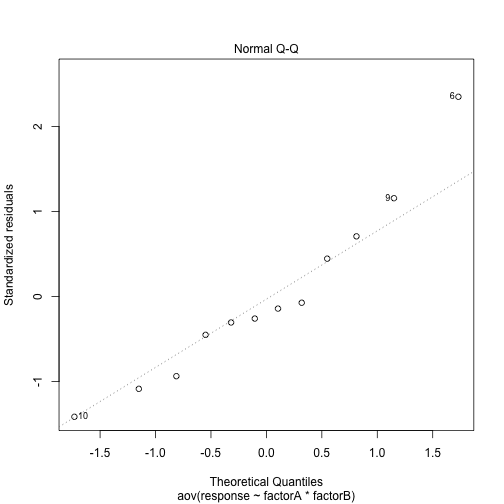 Normal Q-Q
6
9
10
2
1
0
-1
Standardized residuals
-1.5 -1.0 -0.5 0.0 0.5 1.0 1.5
Theoretical Quantiles
aov(response ~ factorA * factorB)